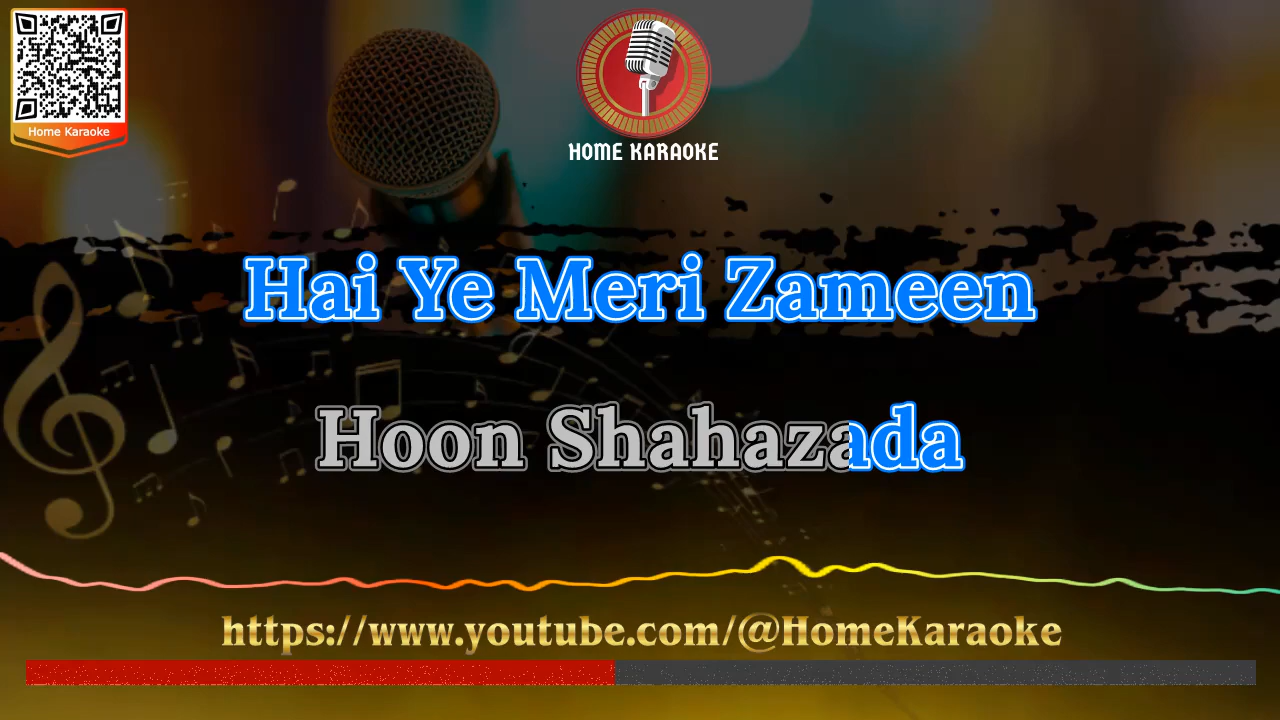 Home Karaoke
HOME KARAOKE
Hai Ye Meri Zameen
Hoon Shahazada
https://www.youtube.com/@HomeKaraoke